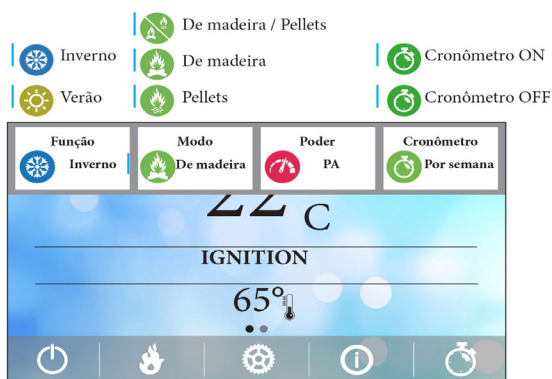 De madeira / Pellets
Inverno
De madeira
Cronômetro ON
Verão
Pellets
Cronômetro OFF
Função
Inverno
Modo
De madeira
Poder
PA
Cronômetro
Por semana
22 C
IGNITION
65°